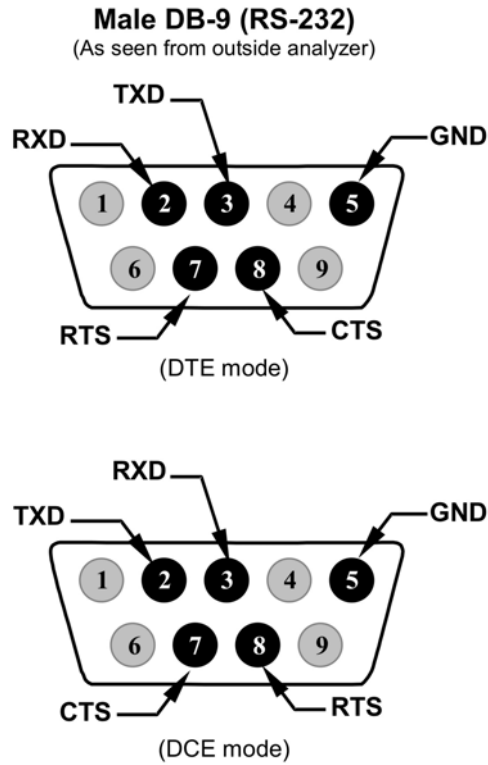 Male DB-9 (RS-232)
(As seen from outside analyzer)
TXD
RXD
GND
1 2 3 4 5
6 7 8 9
RTS
CTS
(DTE mode)
RXD
TXD
GND
1 2 3 4 5
6 7 8 9
CTS
RTS
(DCE mode)